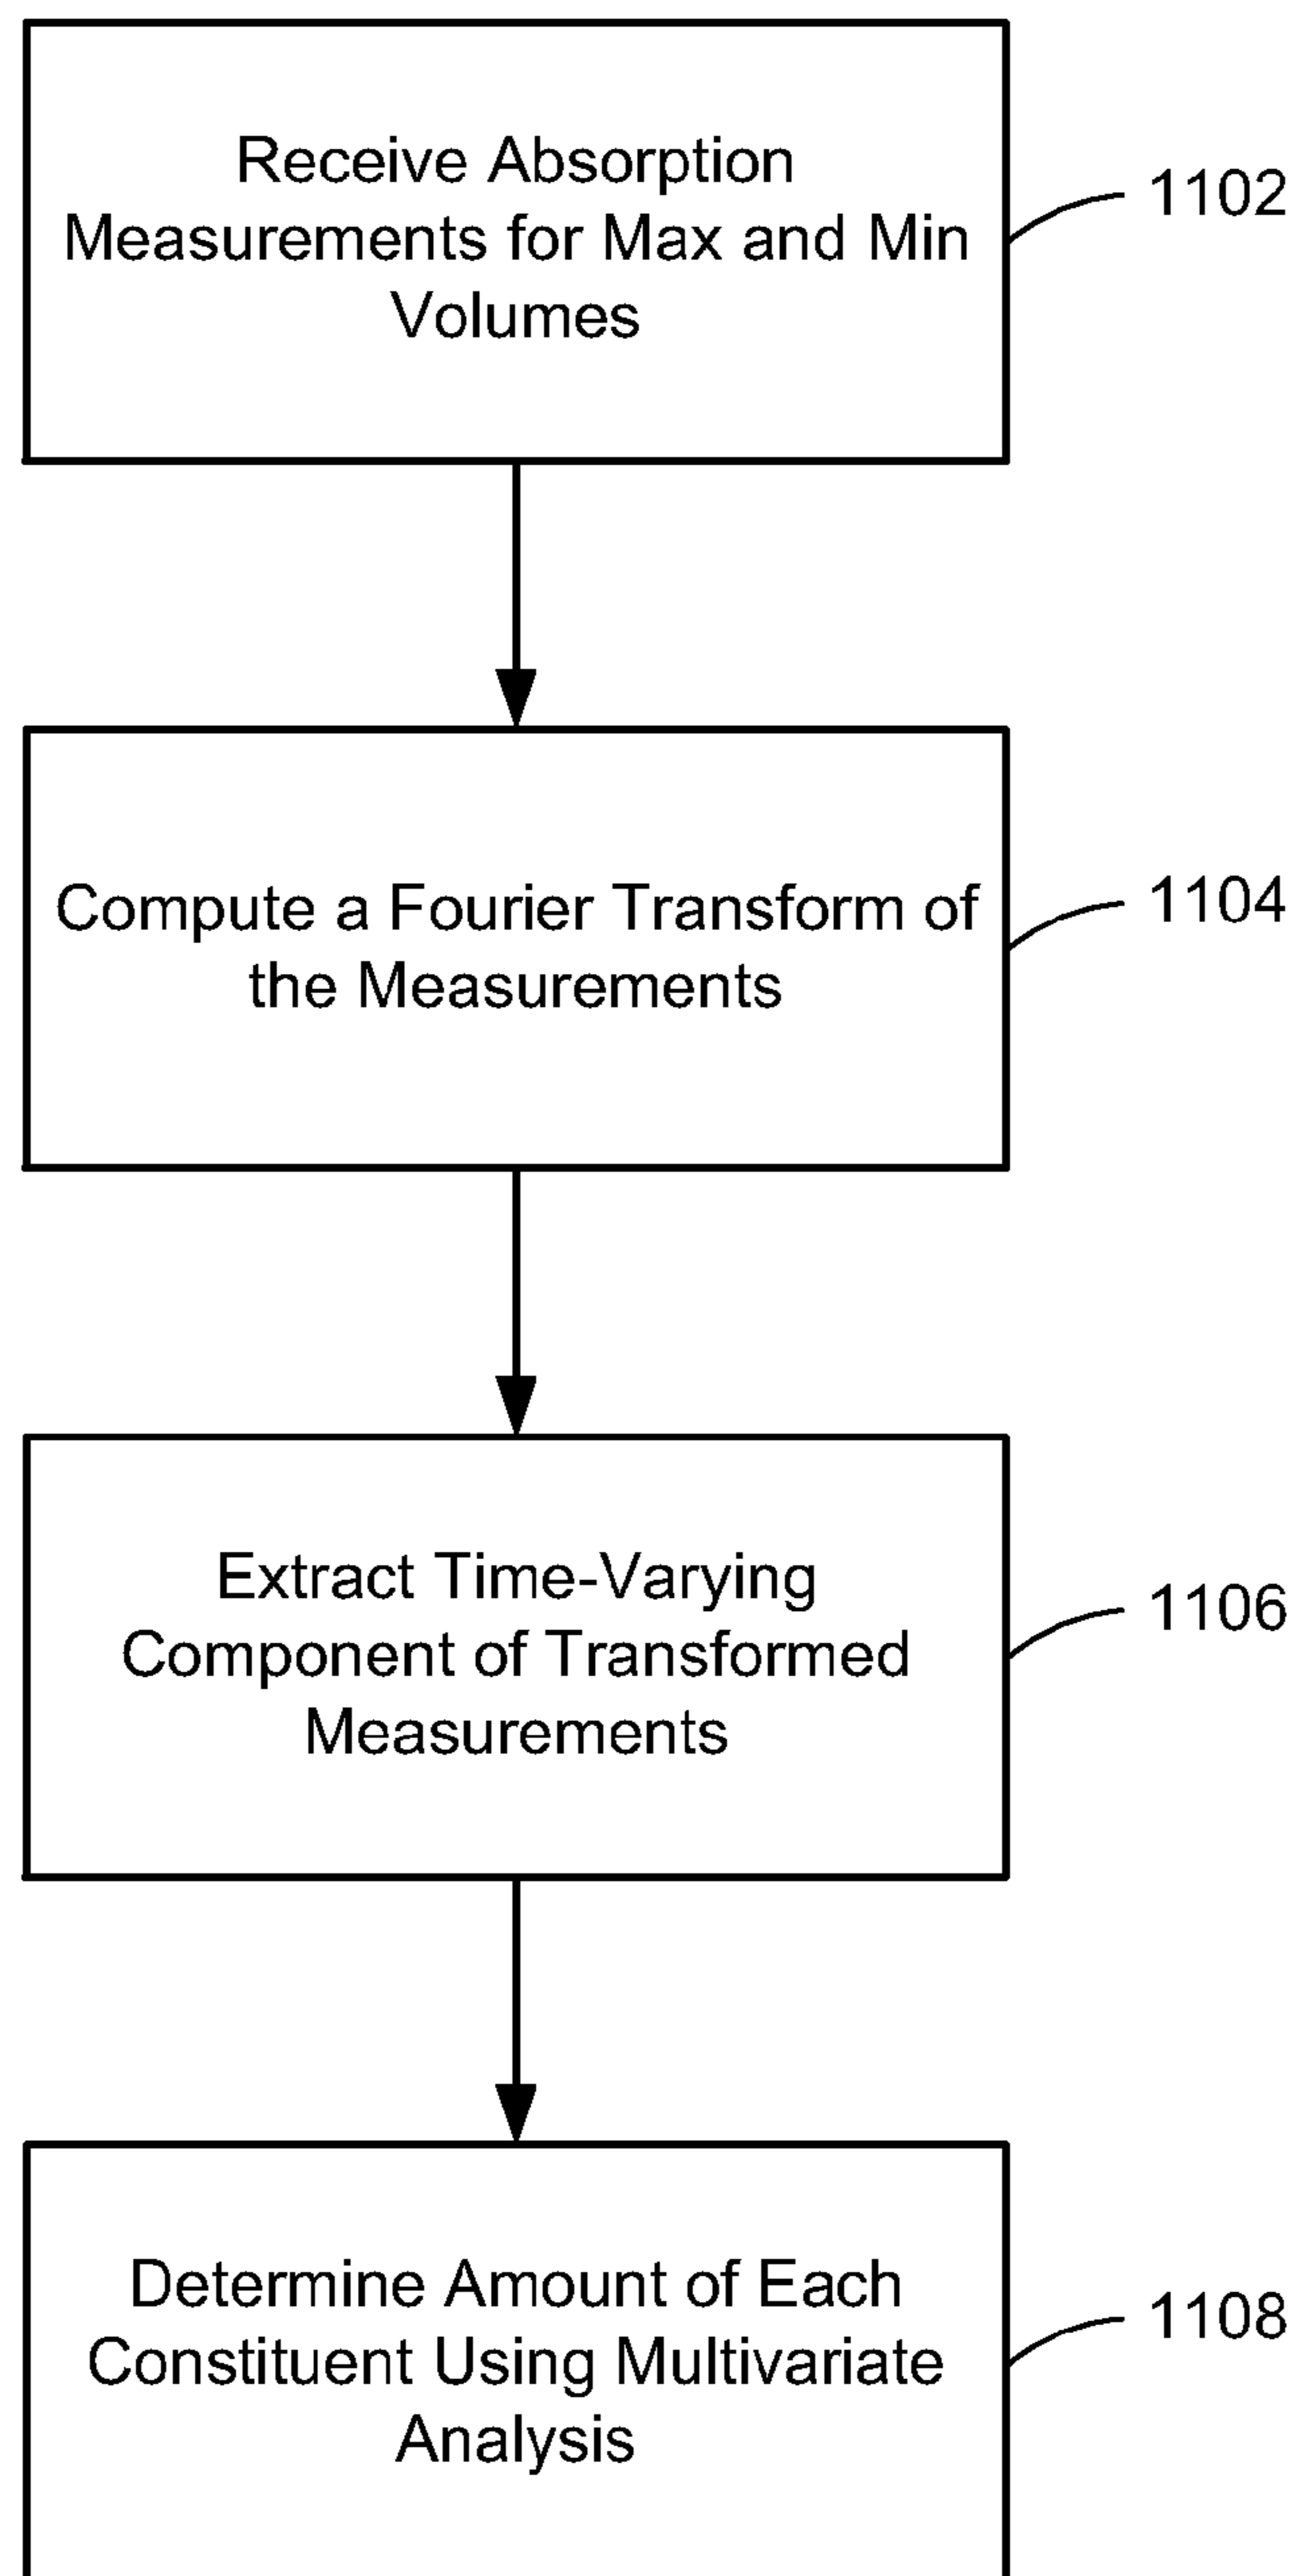 Receive Absorption
Measurements for Max and Min
Volumes
1102
Compute a Fourier Transform of
the Measurements
1104
Extract Time-Varying
Component of Transformed
Measurements
1106
Determine Amount of Each
Constituent Using Multivariate
Analysis
1108